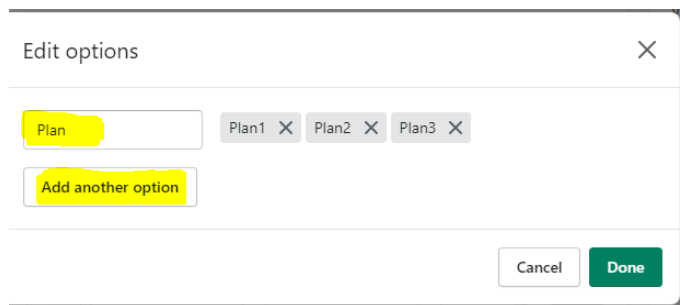 Edit options
Plan Plan1 Plan2 Plan3
Add another option
Cancel Done